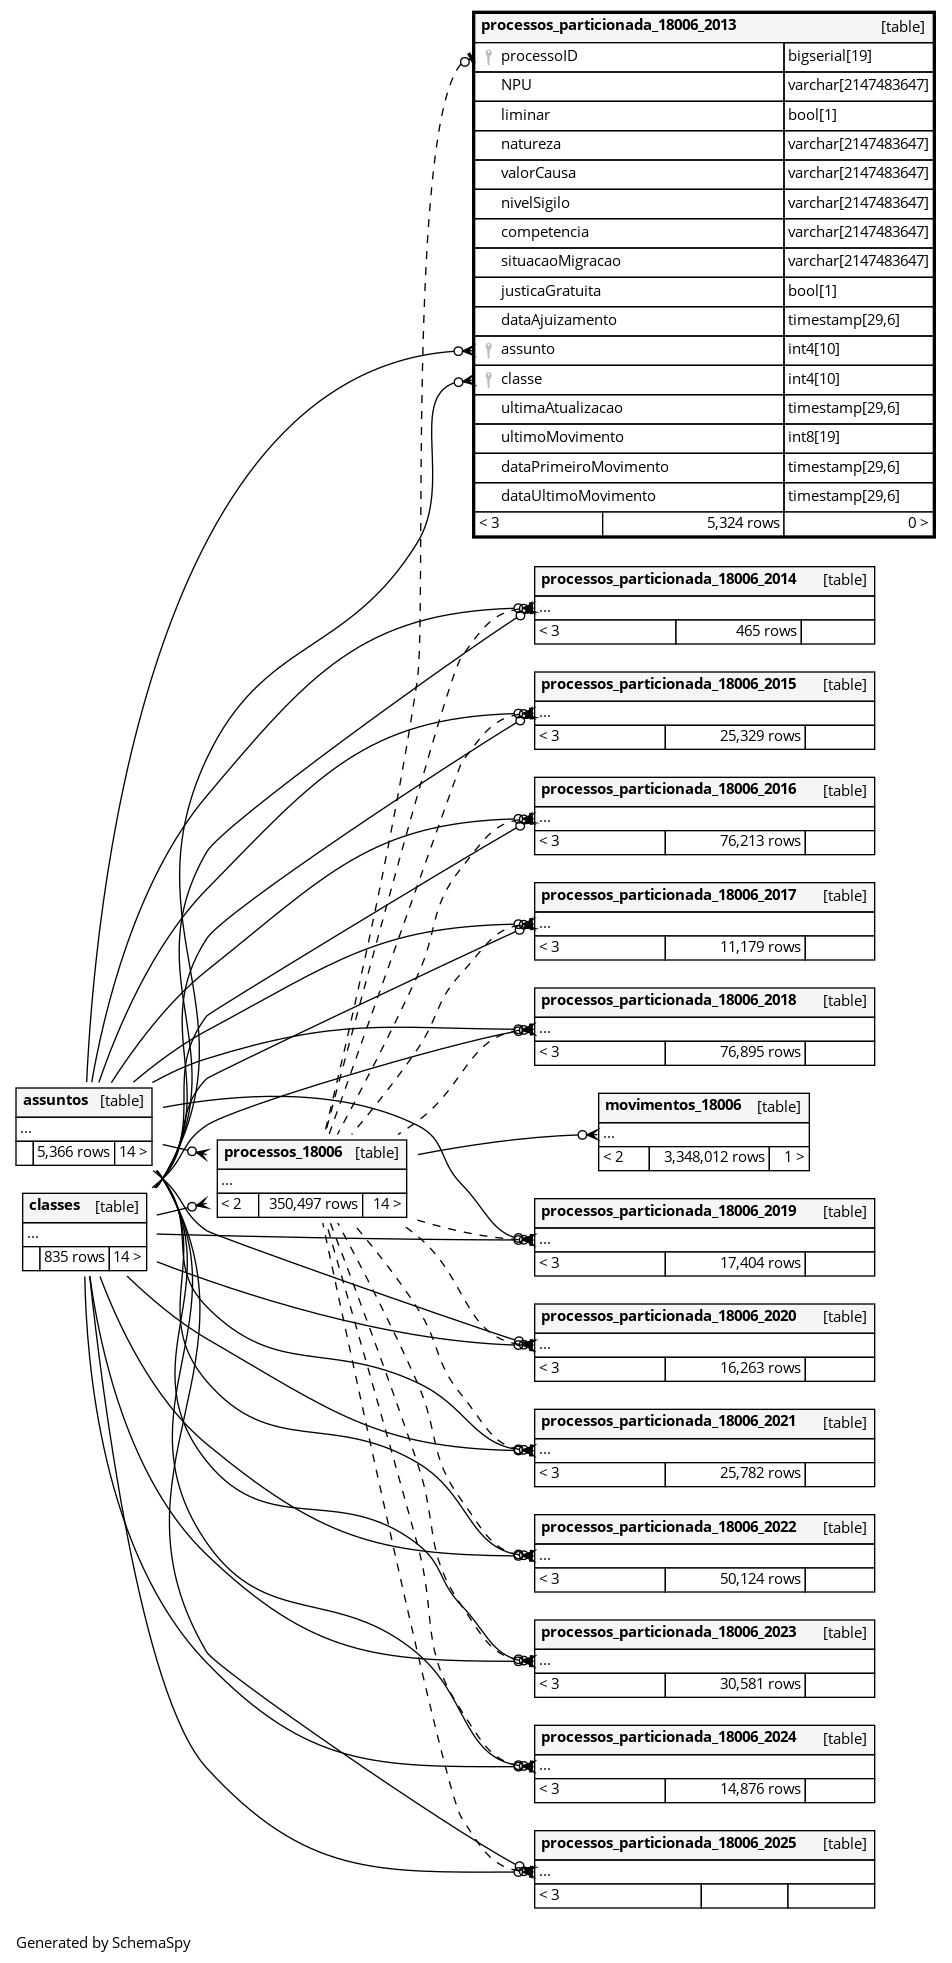 processos_particionada_18006_2013 [table]
processoID bigserial[19]
NPU varchar[2147483647]
liminar bool[1]
natureza varchar[2147483647]
valorCausa varchar[2147483647]
nivelSigilo varchar[2147483647]
competencia varchar[2147483647]
situacaoMigracao varchar[2147483647]
justicaGratuita bool[1]
dataAjuizamento timestamp[29,6]
assunto int4[10]
classe int4[10]
ultimaAtualizacao timestamp[29,6]
ultimoMovimento int8[19]
dataPrimeiroMovimento timestamp[29,6]
dataUltimoMovimento timestamp[29,6]
< 3 5,324 rows 0 >
processos_particionada_18006_2014 [table]
...
< 3 465 rows
processos_particionada_18006_2015 [table]
...
< 3 25,329 rows
processos_particionada_18006_2016 [table]
...
< 3 76,213 rows
processos_particionada_18006_2017 [table]
...
< 3 11,179 rows
processos_particionada_18006_2018 [table]
...
< 3 76,895 rows
assuntos [table]
...
5,366 rows 14 >
movimentos_18006 [table]
...
< 2 3,348,012 rows 1 >
processos_18006 [table]
...
< 2 350,497 rows 14 >
classes [table]
...
835 rows 14 >
processos_particionada_18006_2019 [table]
...
< 3 17,404 rows
processos_particionada_18006_2020 [table]
...
< 3 16,263 rows
processos_particionada_18006_2021 [table]
...
< 3 25,782 rows
processos_particionada_18006_2022 [table]
...
< 3 50,124 rows
processos_particionada_18006_2023 [table]
...
< 3 30,581 rows
processos_particionada_18006_2024 [table]
...
< 3 14,876 rows
processos_particionada_18006_2025 [table]
...
< 3
Generated by SchemaSpy